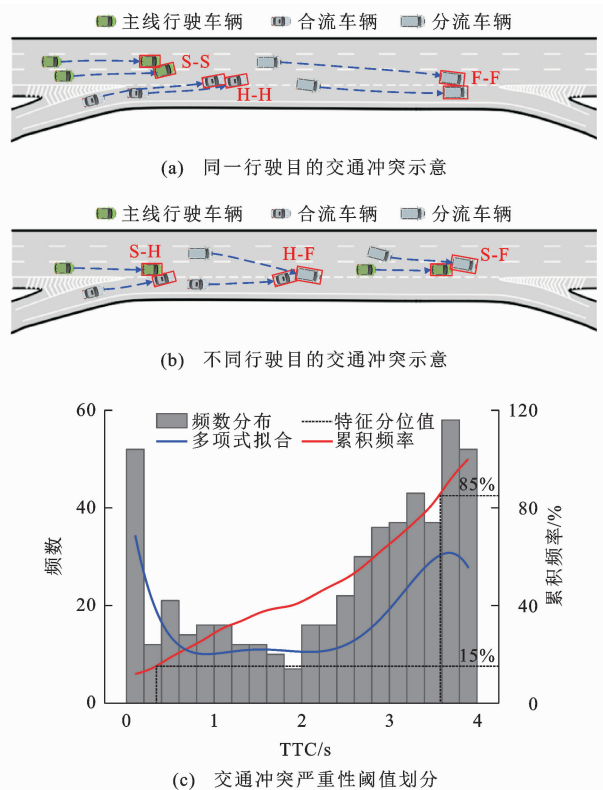 主线行驶车辆 合流车辆 分流车辆
S-S
F-F
H-H
(a) 同一行驶目的交通冲突示意
主线行驶车辆 合流车辆 分流车辆
S-H
H-F
S-F
(b) 不同行驶目的交通冲突示意
60
120
频数分布 特征分位值
多项式拟合 累积频率
85%
40
80
频数
累积频率/%
20
40
15%
0
0
0 1 2 3 4
TTC/s
(c) 交通冲突严重性阈值划分